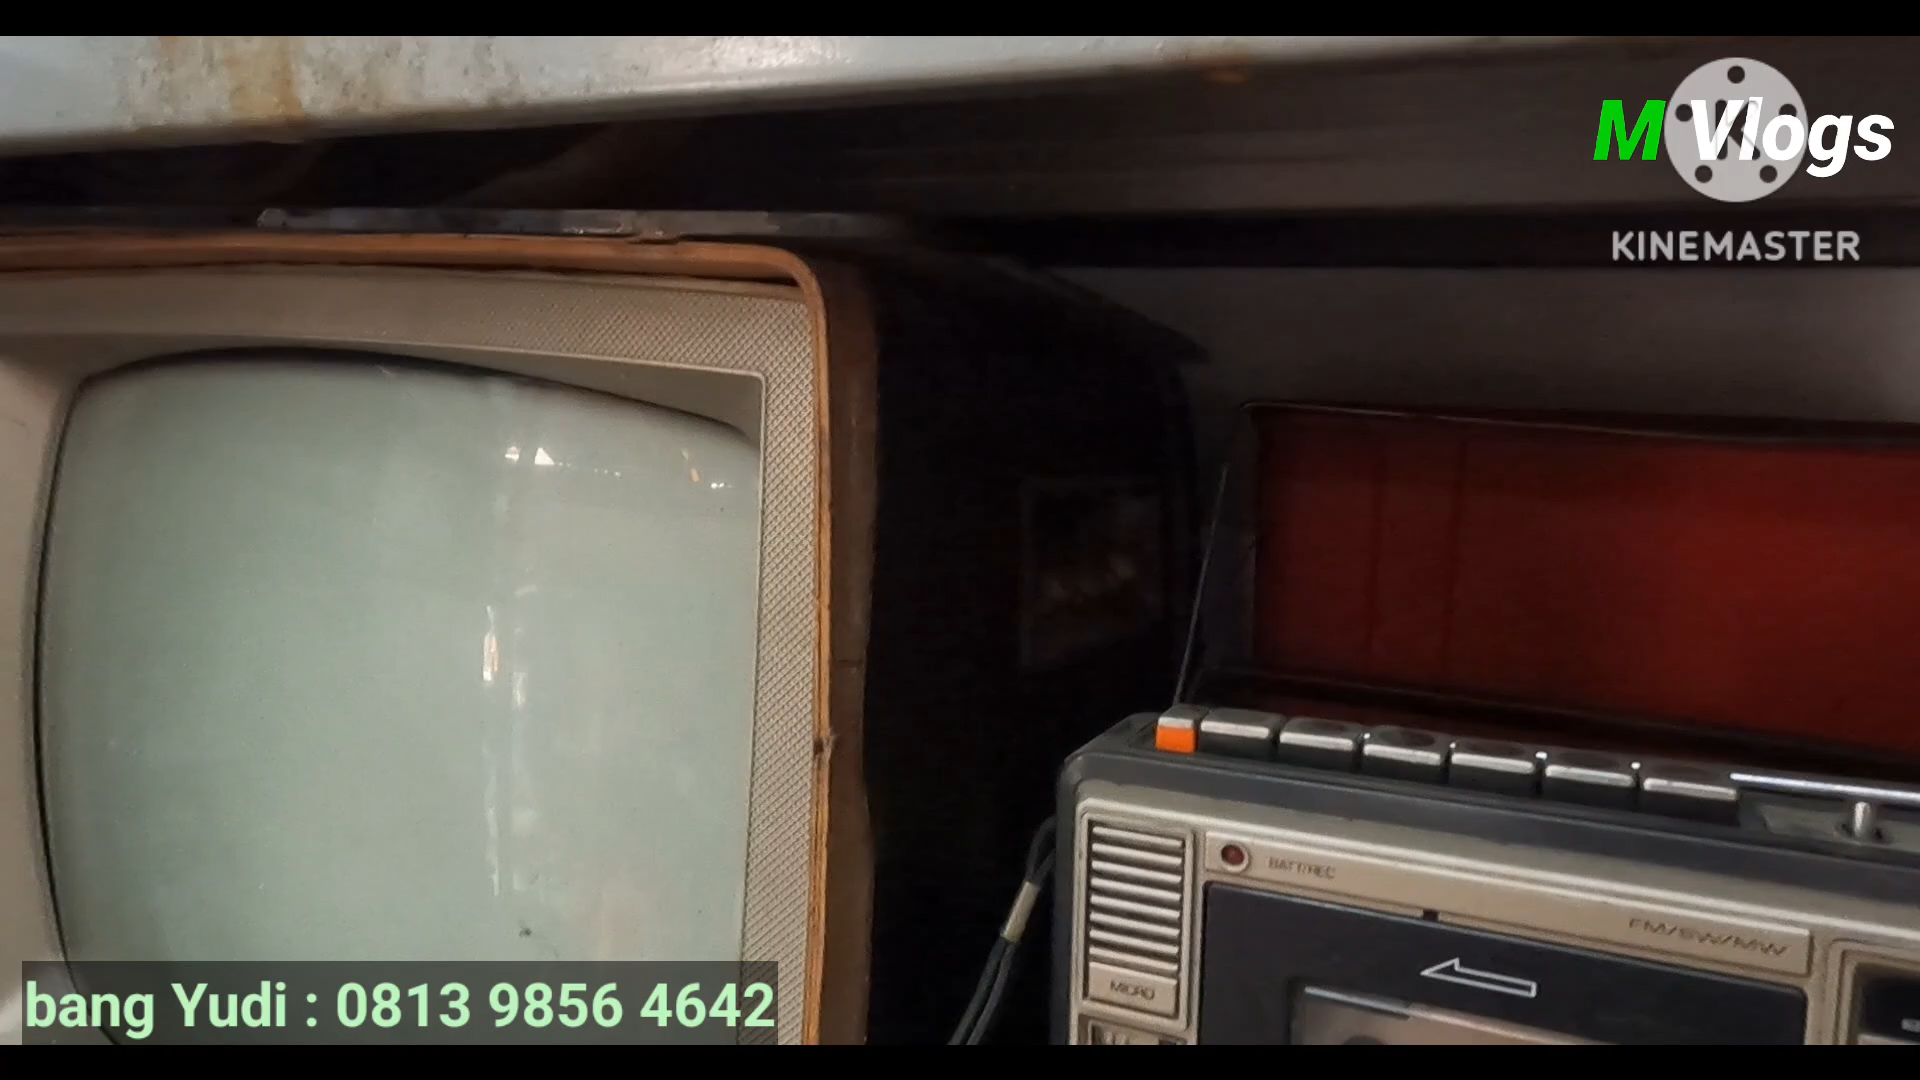 M Vlogs
KINEMASTER
BATT/REC
FM/SW/MW
MICRO
bang Yudi : 0813 9856 4642